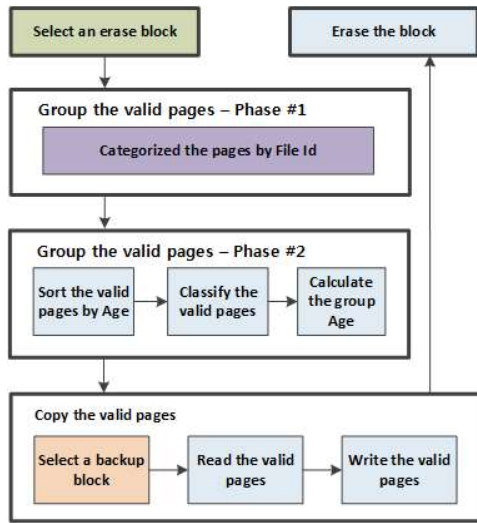 Select an erase block
Erase the block
Group the valid pages – Phase #1
Categorized the pages by File Id
Group the valid pages – Phase #2
Sort the valid
pages by Age
Classify the
valid pages
Calculate
the group
Age
Copy the valid pages
Select a backup
block
Read the valid
pages
Write the valid
pages